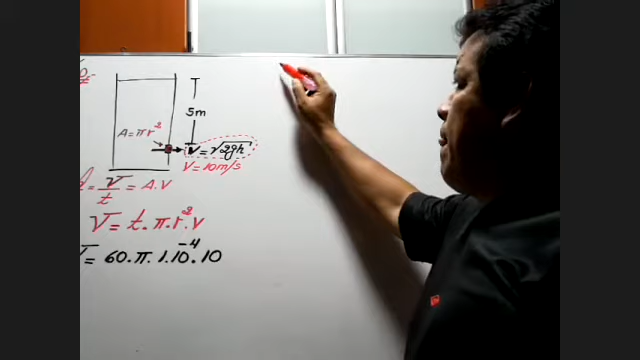 5m
A=πr²
V=√2gh
V=10m/s
= V/t = A.V
V= t.π.r².v
V= 60.π.1.10⁻⁴.10